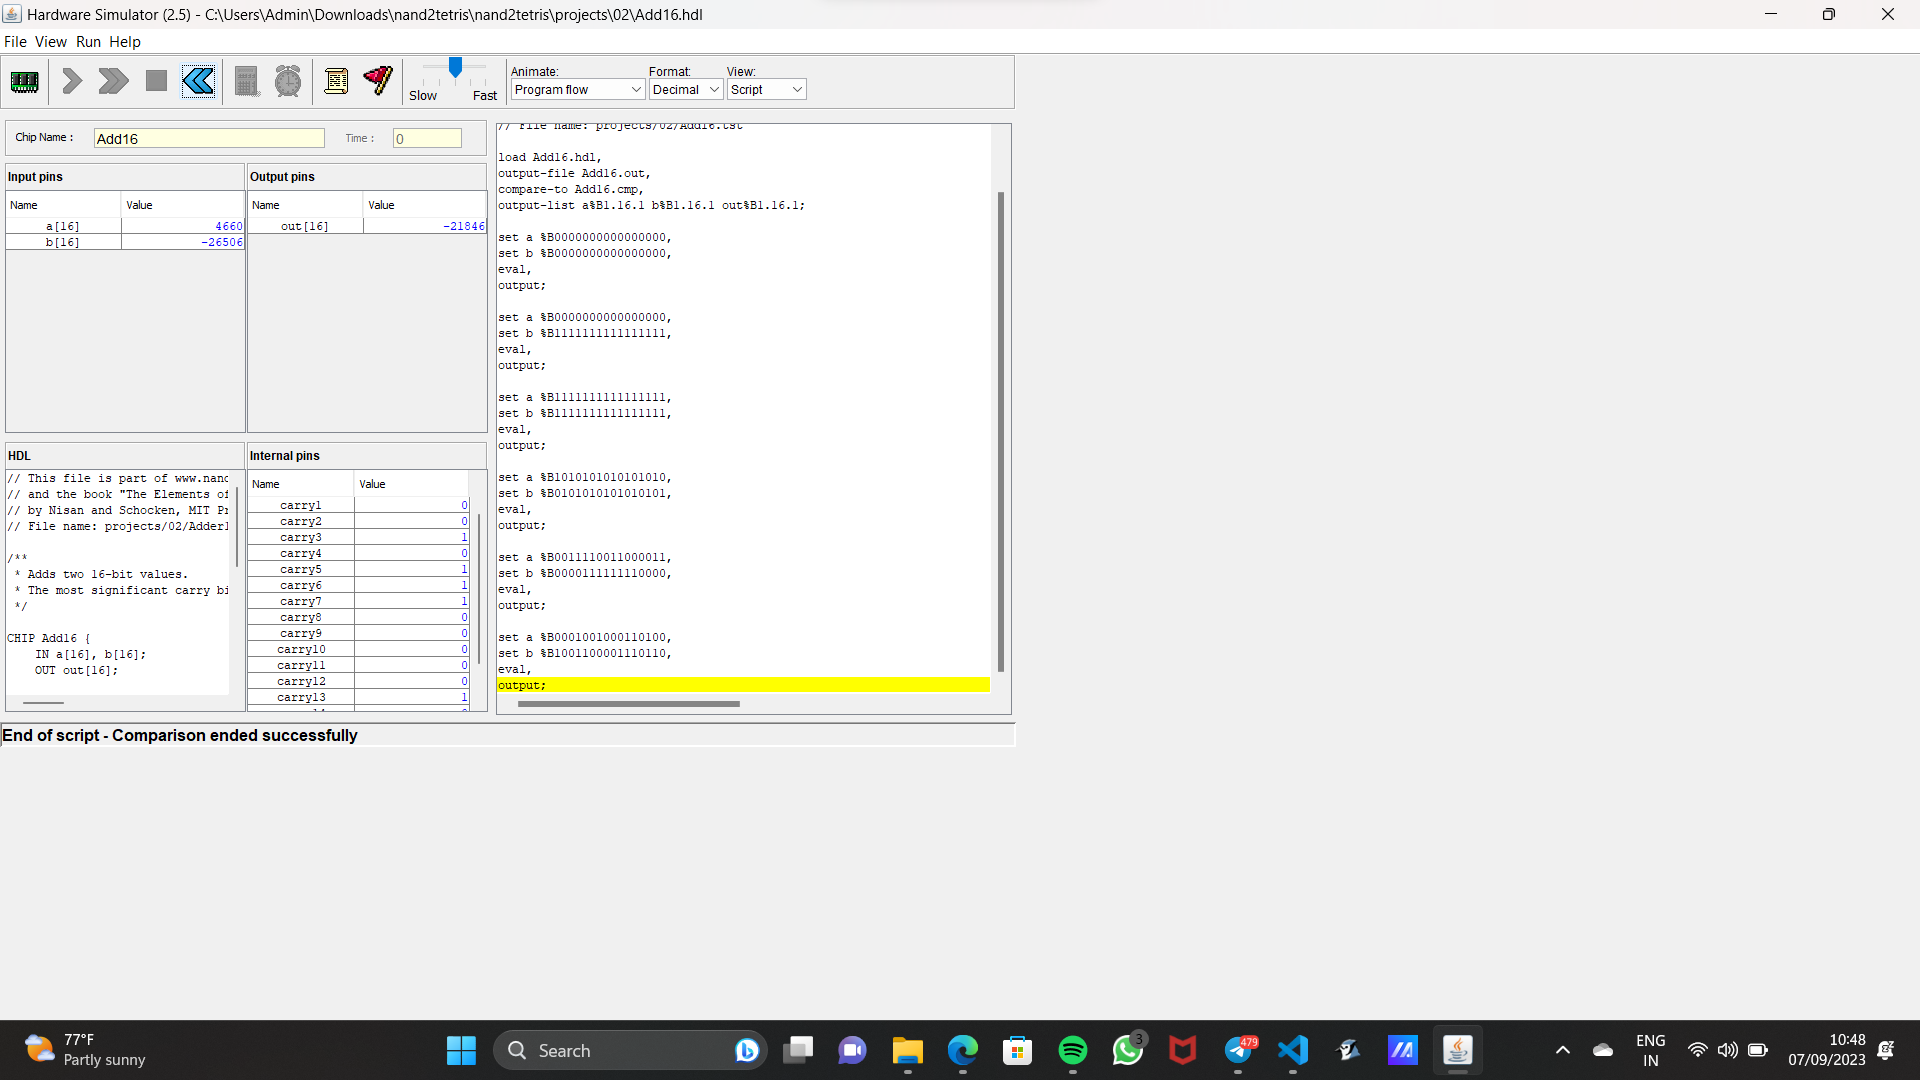 Hardware Simulator (2.5) - C:\Users\Admin\Downloads\nand2tetris\nand2tetris\projects\02\Add16.hdl
File View Run Help
Slow Fast
Animate: Format: View:
Program flow Decimal Script
Chip Name : Add16 Time : 0
Input pins
Name Value
a[16] 4660
b[16] -26506
Output pins
Name Value
out[16] -21846
HDL
// This file is part of www.nand
// and the book "The Elements of
// by Nisan and Schocken, MIT Pr
// File name: projects/02/Adder1
/**
* Adds two 16-bit values.
* The most significant carry bi
*/
CHIP Add16 {
IN a[16], b[16];
OUT out[16];
Internal pins
Name Value
carry1 0
carry2 0
carry3 1
carry4 0
carry5 1
carry6 1
carry7 1
carry8 0
carry9 0
carry10 0
carry11 0
carry12 0
carry13 1
// File name: projects/02/Add16.tst
load Add16.hdl,
output-file Add16.out,
compare-to Add16.cmp,
output-list a%B1.16.1 b%B1.16.1 out%B1.16.1;
set a %B0000000000000000,
set b %B0000000000000000,
eval,
output;
set a %B0000000000000000,
set b %B1111111111111111,
eval,
output;
set a %B1111111111111111,
set b %B1111111111111111,
eval,
output;
set a %B1010101010101010,
set b %B0101010101010101,
eval,
output;
set a %B0011110011000011,
set b %B0000111111110000,
eval,
output;
set a %B0001001000110100,
set b %B1001100001110110,
eval,
output;
End of script - Comparison ended successfully
77°F
Partly sunny
Search
3
479
ENG
IN
10:48
07/09/2023